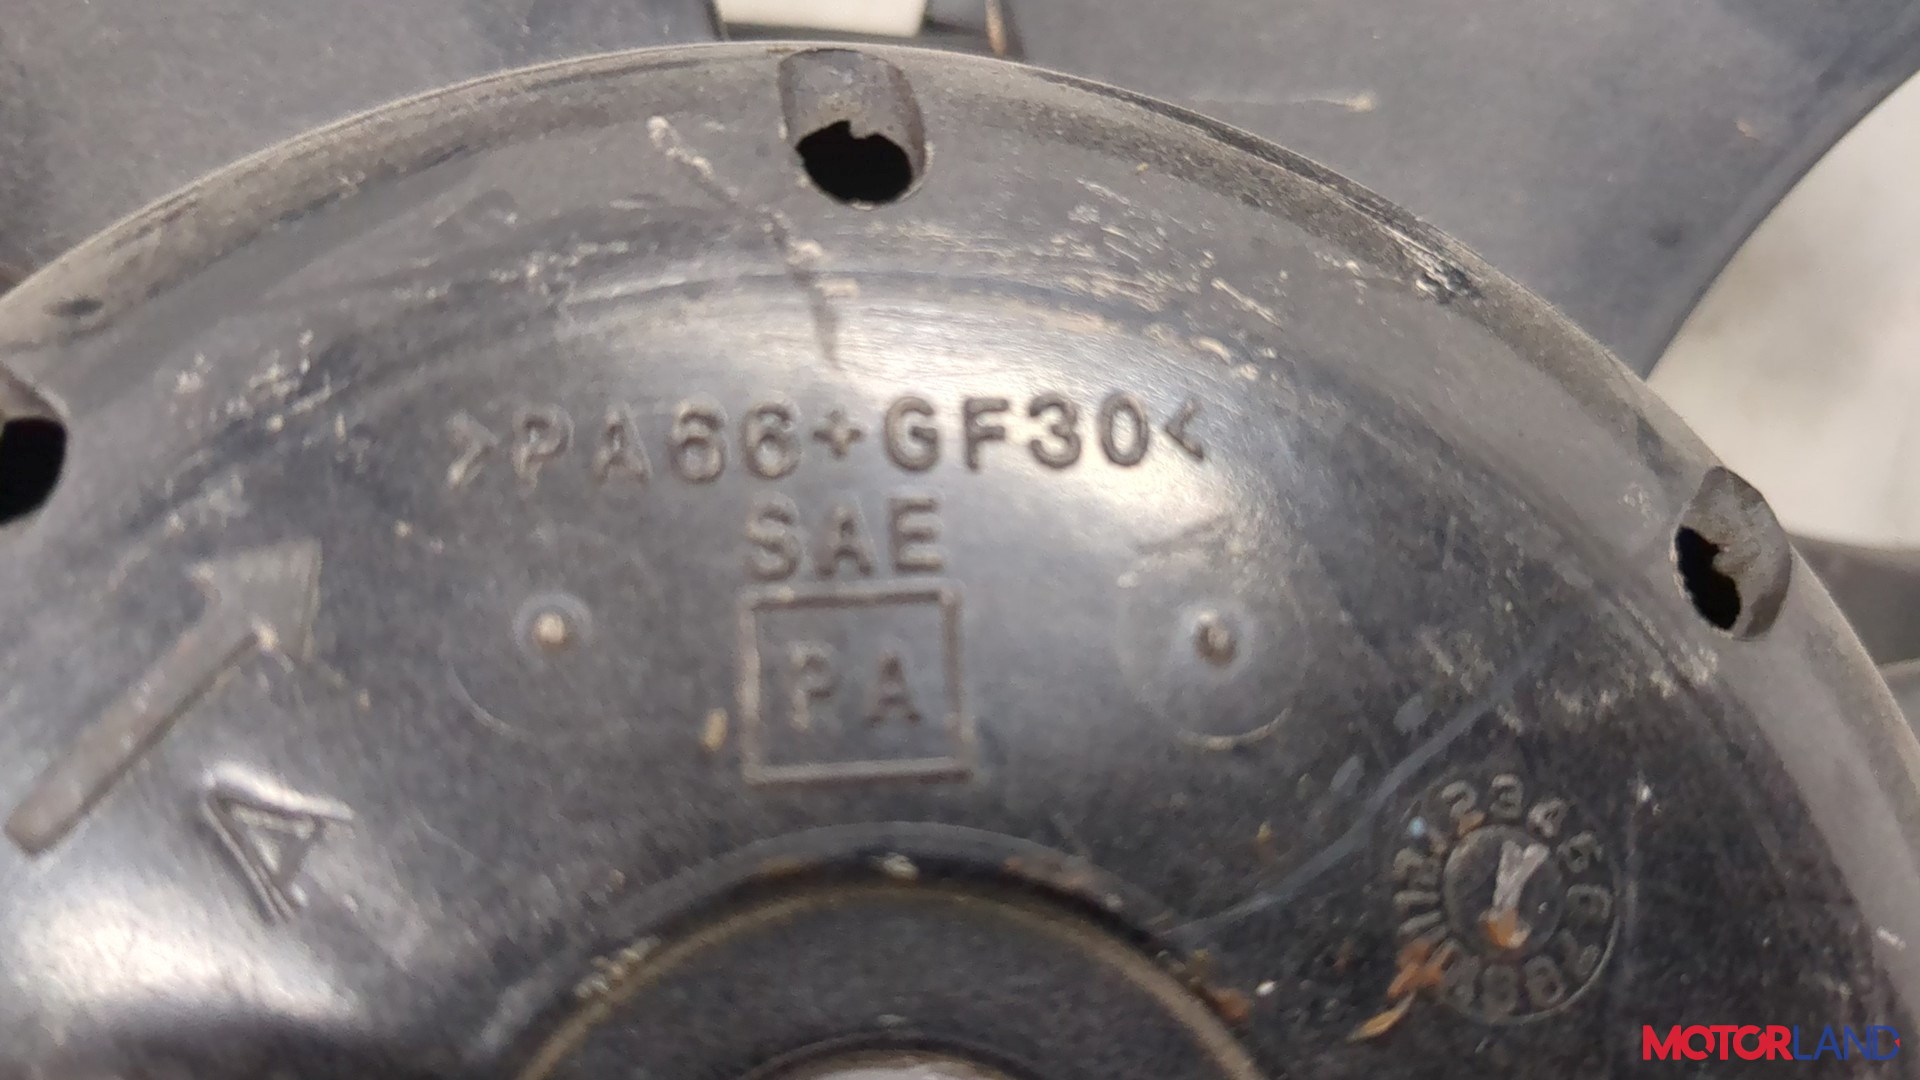 >PA66+GF30<
SAE
PA
MOTORLAND